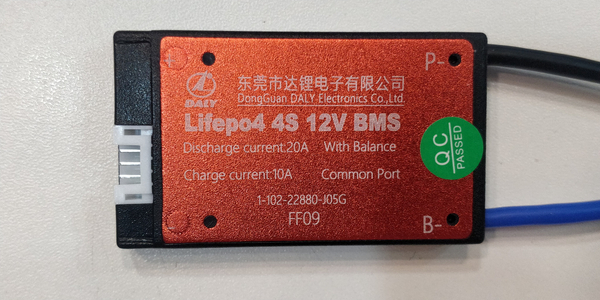 P-
东莞市达锂电子有限公司
DALY
DongGuan DALY Electronics Co.,Ltd
Lifepo4 4S 12V BMS
Discharge current:20A With Balance
QC
PASSED
Charge current:10A Common Port
1-102-22880-J05G
FF09
B-